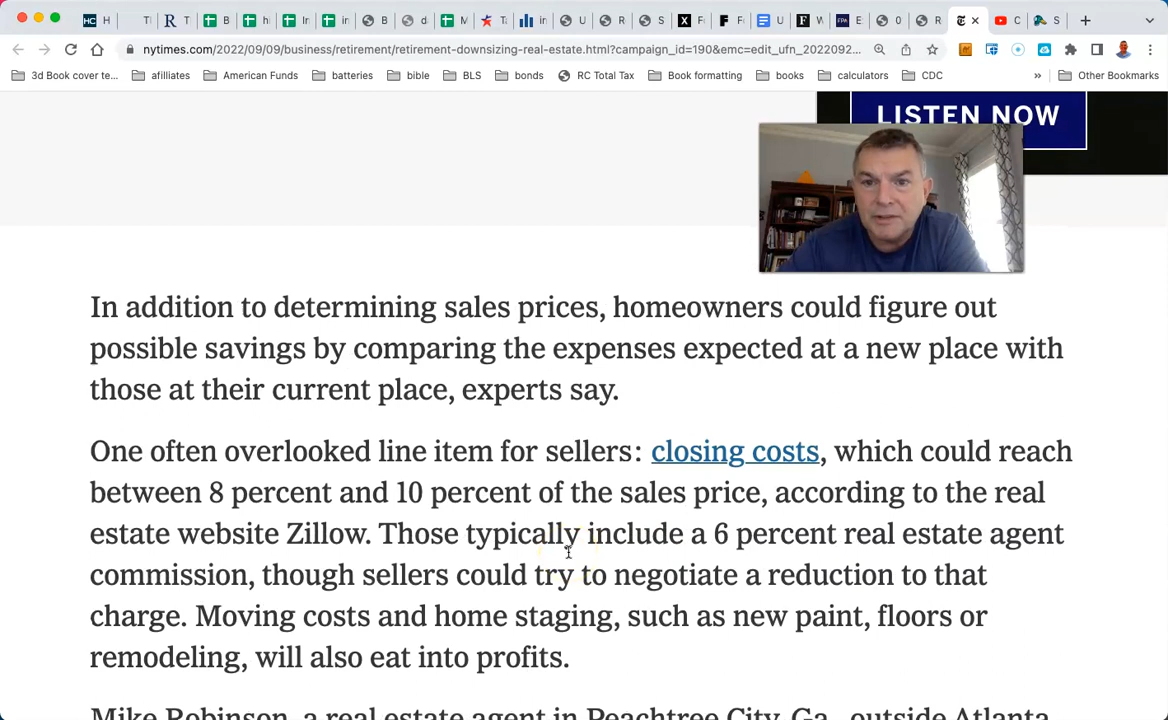 HC H
T
R T
B
h
In
in
B
d
M
T
in
U
R
S
F
F
U
W
FPA E
0
R
T
C
S
nytimes.com/2022/09/09/business/retirement/retirement-downsizing-real-estate.html?campaign_id=190&emc=edit_ufn_2022092...
3d Book cover te...
afilliates
American Funds
batteries
bible
BLS
bonds
RC Total Tax
Book formatting
books
calculators
CDC
»
Other Bookmarks
LISTEN NOW
In addition to determining sales prices, homeowners could figure out
possible savings by comparing the expenses expected at a new place with
those at their current place, experts say.
One often overlooked line item for sellers: closing costs, which could reach
between 8 percent and 10 percent of the sales price, according to the real
estate website Zillow. Those typically include a 6 percent real estate agent
commission, though sellers could try to negotiate a reduction to that
charge. Moving costs and home staging, such as new paint, floors or
remodeling, will also eat into profits.
Mike Robinson, a real estate agent in Peachtree City, Ga., outside Atlanta,